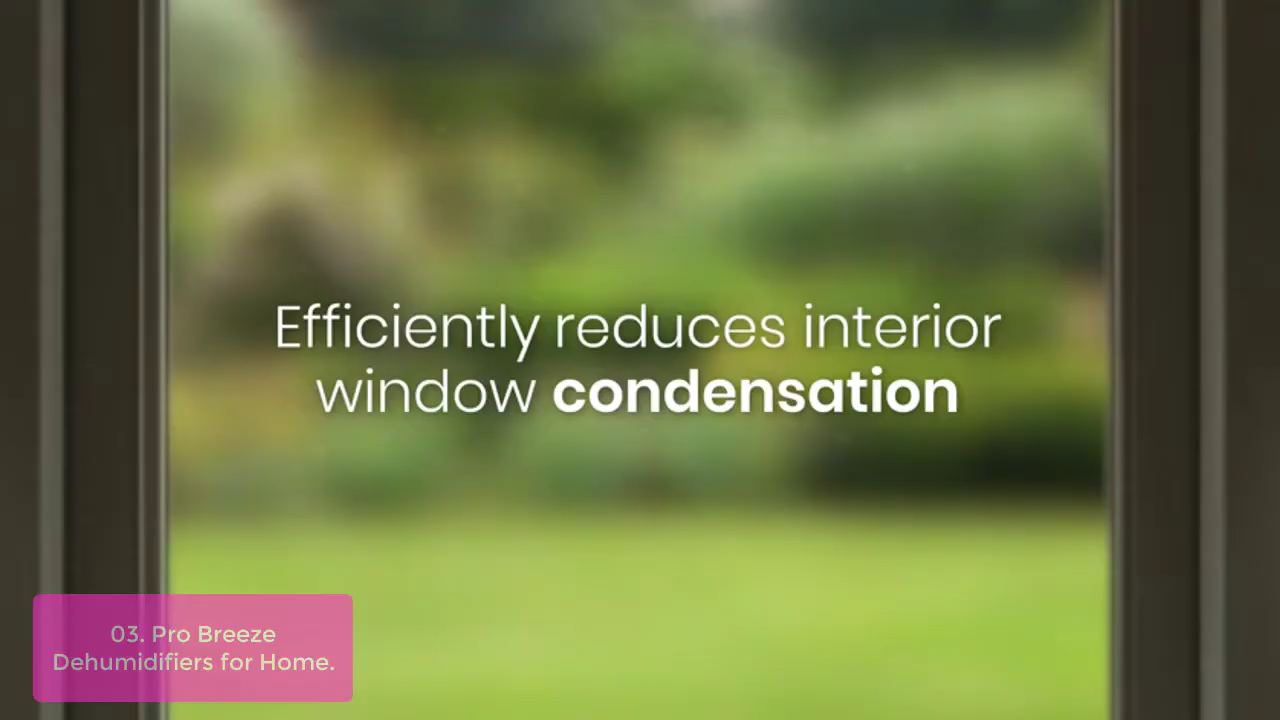 Efficiently reduces interior
window condensation
03. Pro Breeze
Dehumidifiers for Home.